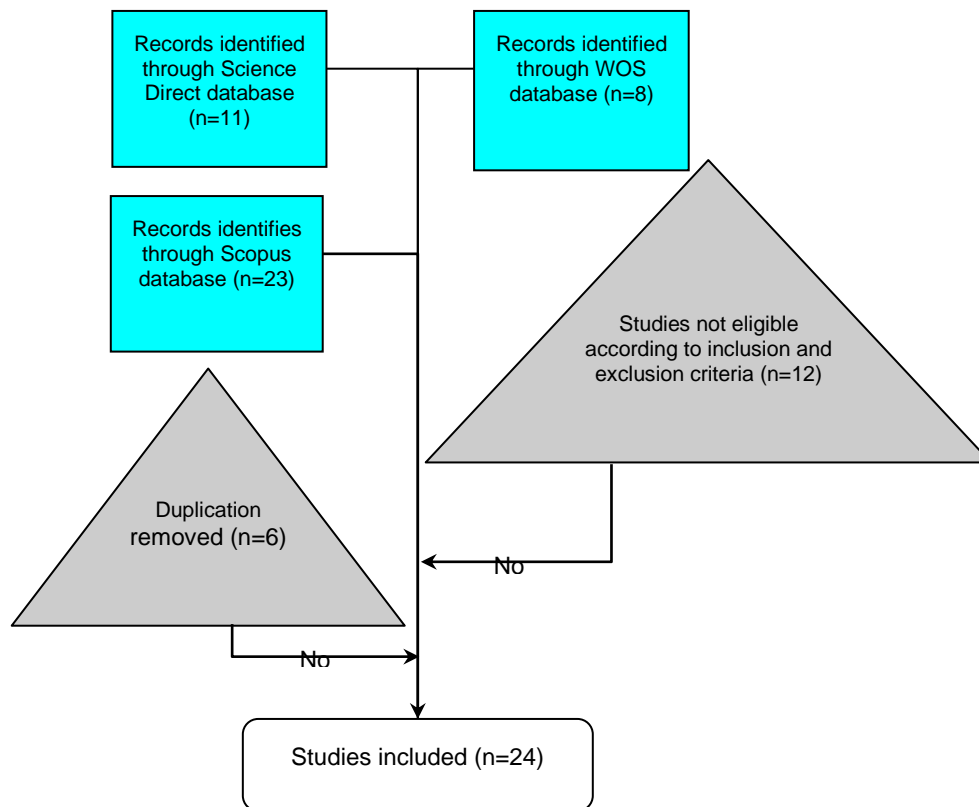 Records identified
through Science
Direct database
(n=11)
Records identified
through WOS
database (n=8)
Records identifies
through Scopus
database (n=23)
Studies not eligible
according to inclusion and
exclusion criteria (n=12)
Duplication
removed (n=6)
No
No
Studies included (n=24)